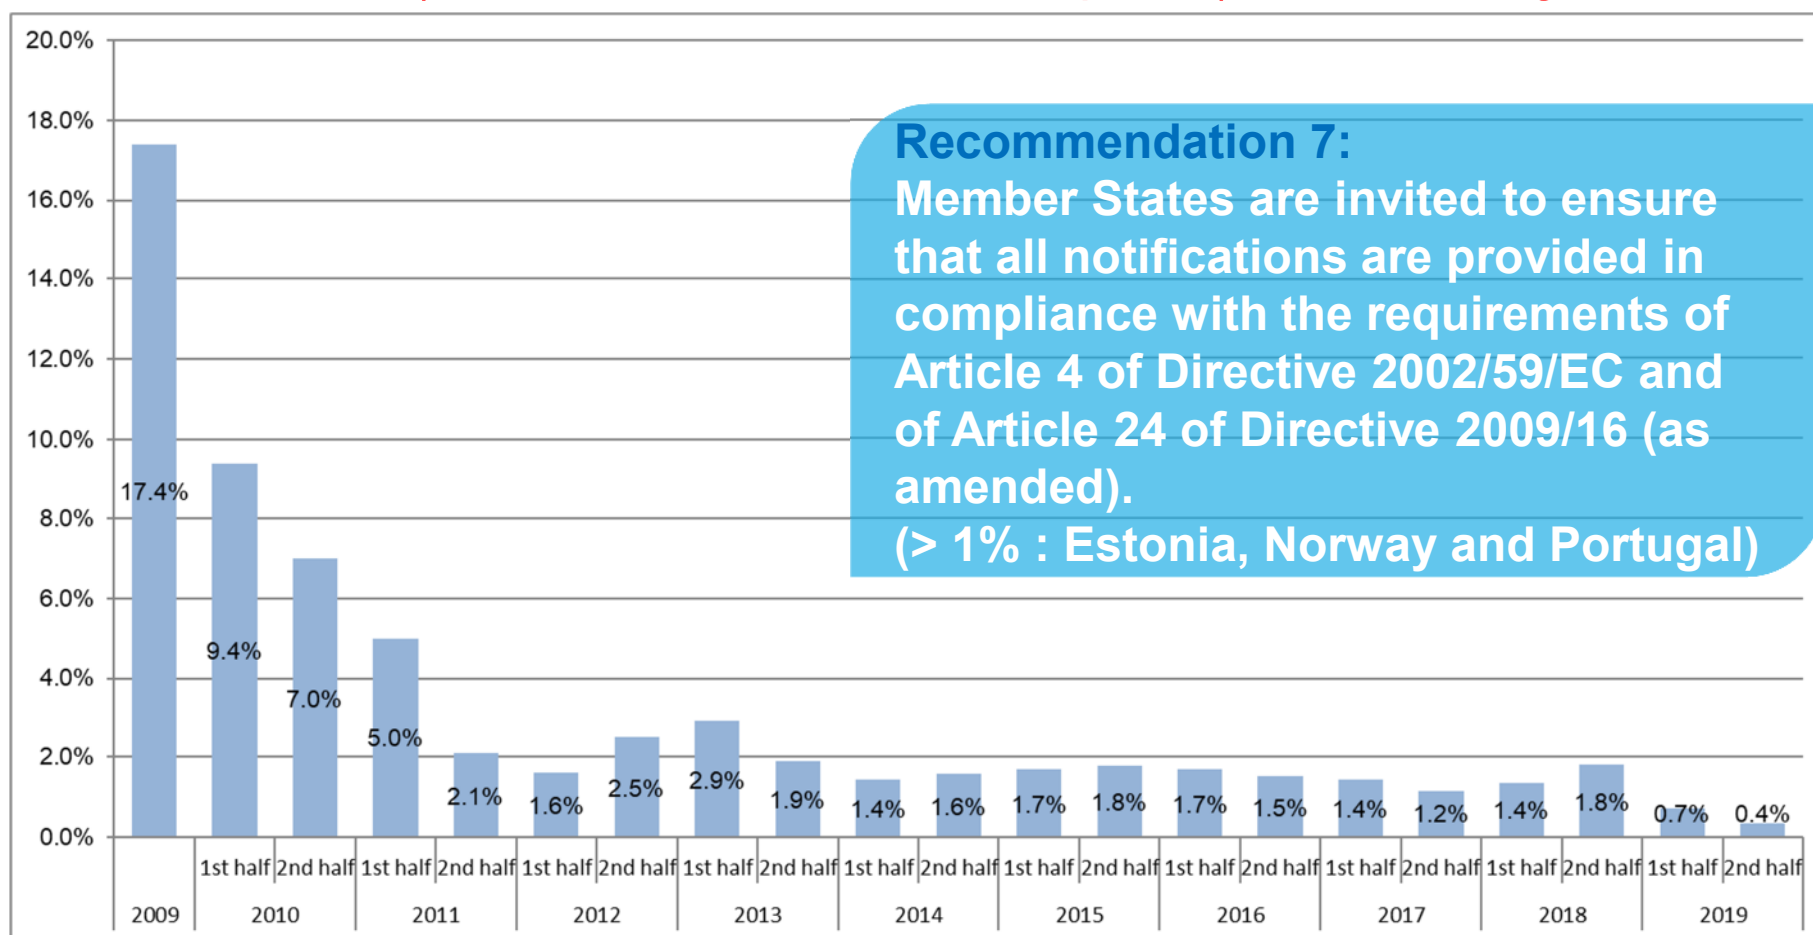 20.0%
18.0%
16.0%
14.0%
12.0%
10.0%
8.0%
6.0%
4.0%
2.0%
0.0%
Recommendation 7:
Member States are invited to ensure
that all notifications are provided in
compliance with the requirements of
Article 4 of Directive 2002/59/EC and
of Article 24 of Directive 2009/16 (as
amended).
(> 1% : Estonia, Norway and Portugal)
17.4% 9.4% 7.0% 5.0% 2.1% 1.6% 2.5% 2.9% 1.9% 1.4% 1.6% 1.7% 1.8% 1.7% 1.5% 1.4% 1.2% 1.4% 1.8% 0.7% 0.4%
1st half 2nd half 1st half 2nd half 1st half 2nd half 1st half 2nd half 1st half 2nd half 1st half 2nd half 1st half 2nd half 1st half 2nd half 1st half 2nd half 1st half 2nd half
2009 2010 2011 2012 2013 2014 2015 2016 2017 2018 2019